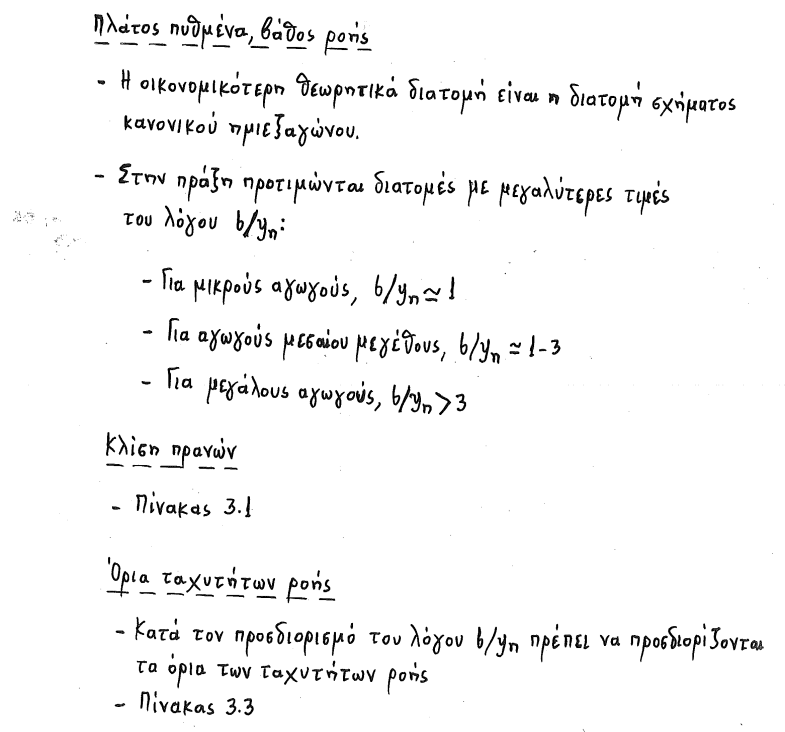 Πλάτος πυθμένα, βάθος ροής
- Η οικονομικότερη θεωρητικά διατομή είναι η διατομή σχήματος
κανονικού ημιεξαγώνου.
- Στην πράξη προτιμώνται διατομές με μεγαλύτερες τιμές
του λόγου b/yₙ:
- Για μικρούς αγωγούς, b/yₙ ≃ 1
- Για αγωγούς μεσαίου μεγέθους, b/yₙ ≃ 1-3
- Για μεγάλους αγωγούς, b/yₙ > 3
Κλίση πρανών
- Πίνακας 3.1
Όρια ταχυτήτων ροής
- Κατά τον προσδιορισμό του λόγου b/yₙ πρέπει να προσδιορίζονται
τα όρια των ταχυτήτων ροής
- Πίνακας 3.3